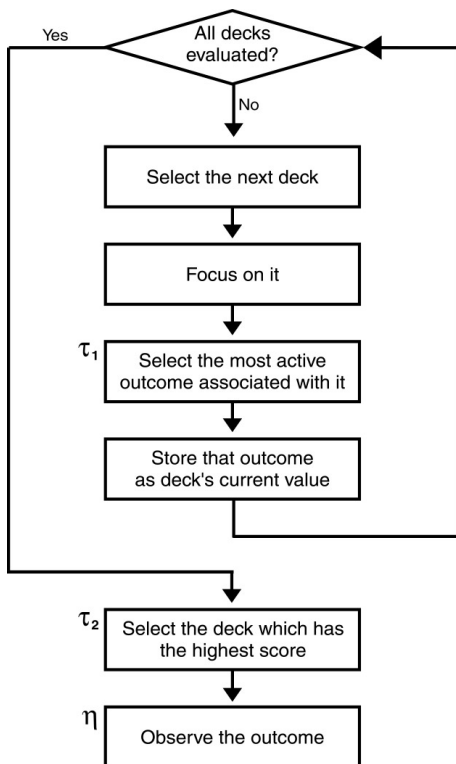 All decks
evaluated?
Yes
No
Select the next deck
Focus on it
τ1
Select the most active
outcome associated with it
Store that outcome
as deck's current value
τ2
Select the deck which has
the highest score
η
Observe the outcome